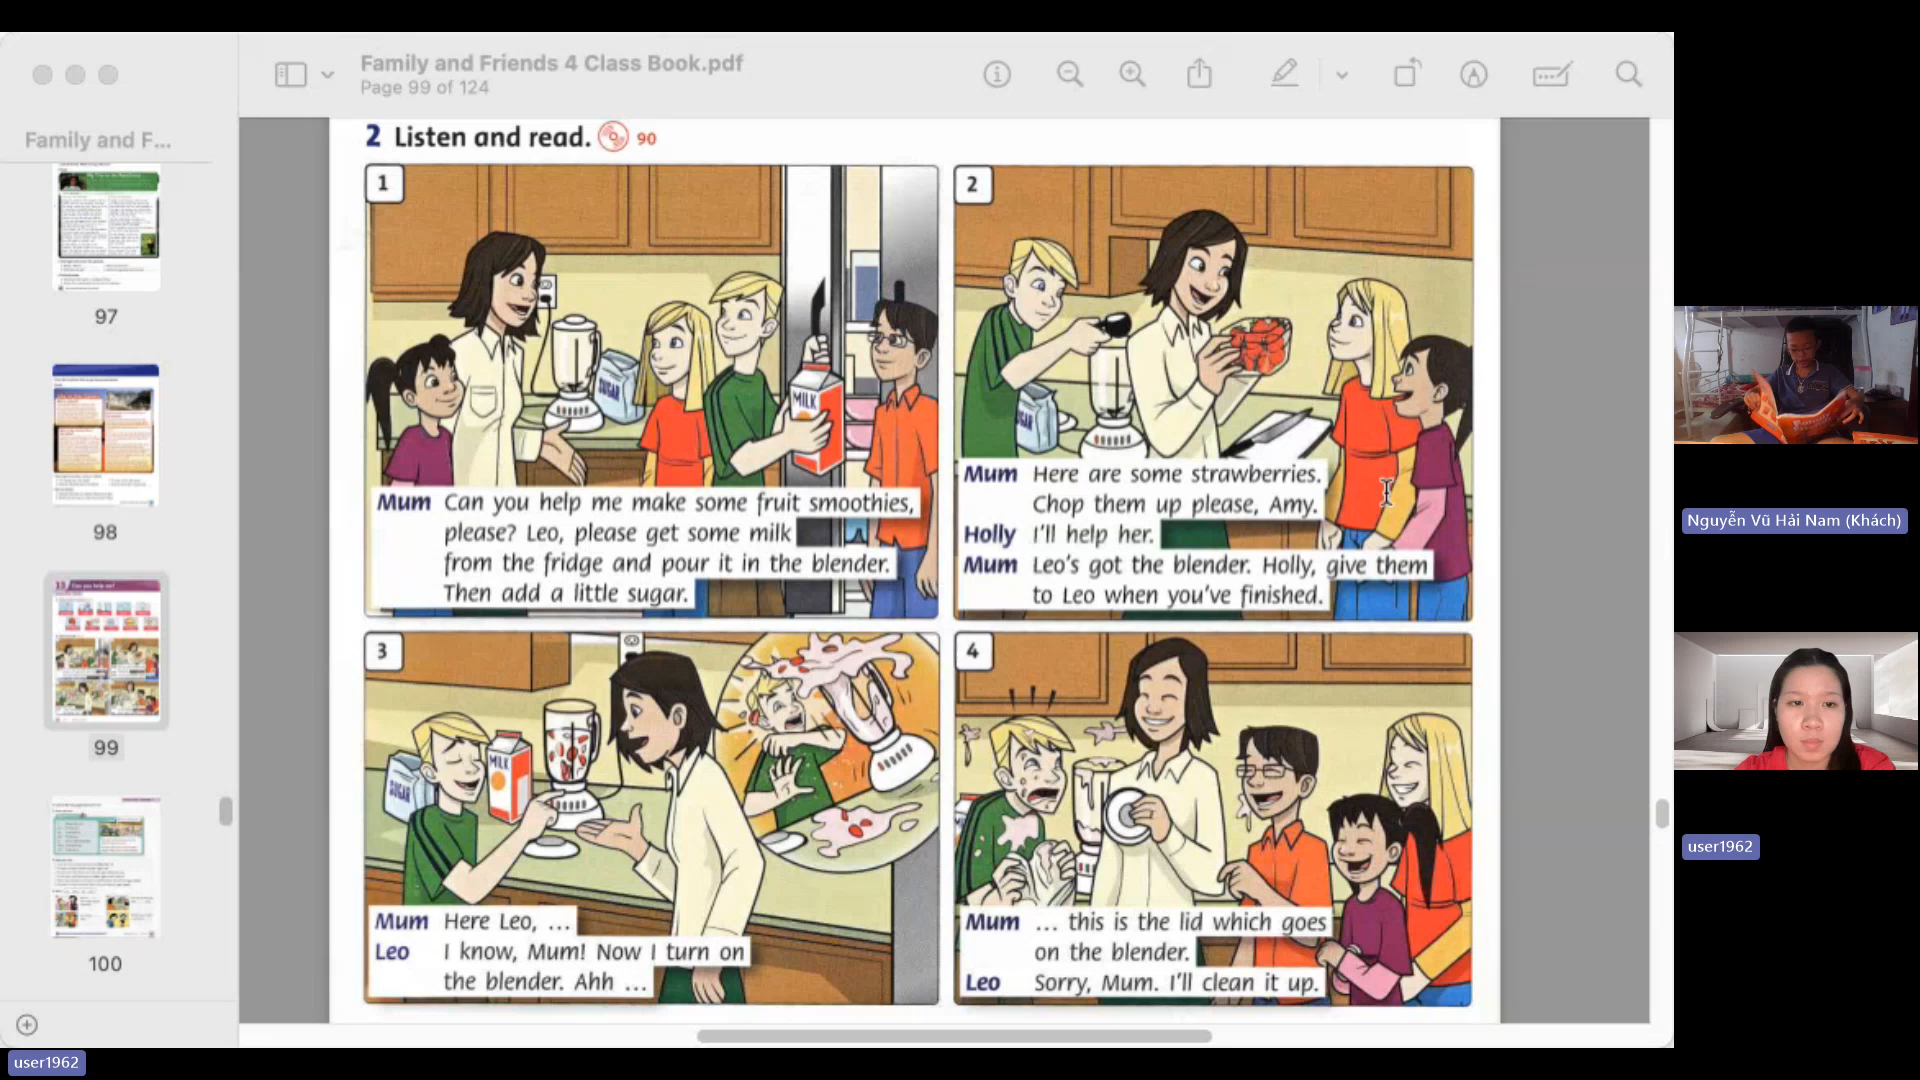 Family and Friends 4 Class Book.pdf
Page 99 of 124
Family and F...
97
98
99
100
2 Listen and read. 90
1
MILK
SUGAR
Mum Can you help me make some fruit smoothies,
please? Leo, please get some milk
from the fridge and pour it in the blender.
Then add a little sugar.
2
SUGAR
Mum Here are some strawberries.
Chop them up please, Amy.
Holly I'll help her.
Mum Leo's got the blender. Holly, give them
to Leo when you've finished.
3
MILK
SUGAR
Mum Here Leo, ...
Leo I know, Mum! Now I turn on
the blender. Ahh ...
4
Mum ... this is the lid which goes
on the blender.
Leo Sorry, Mum. I'll clean it up.
Nguyễn Vũ Hải Nam (Khách)
user1962
user1962